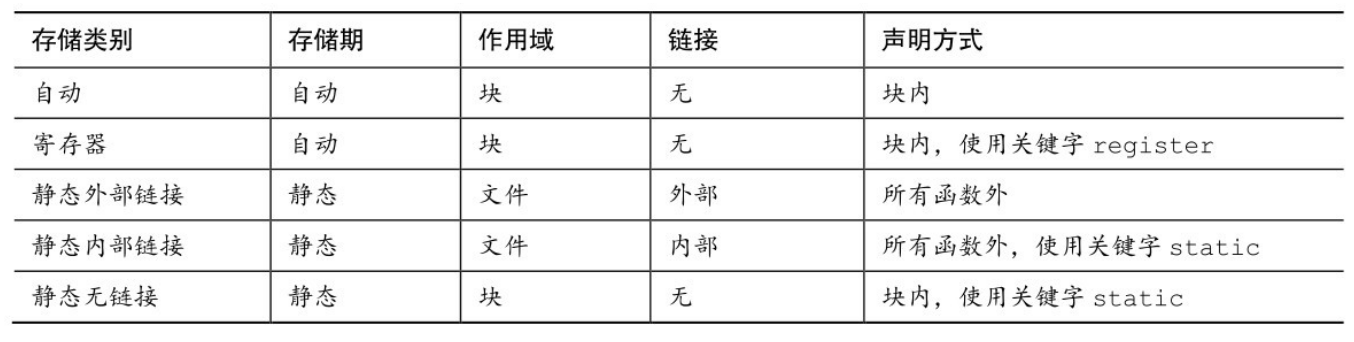 存储类别 存储期 作用域 链接 声明方式
自动 自动 块 无 块内
寄存器 自动 块 无 块内，使用关键字 register
静态外部链接 静态 文件 外部 所有函数外
静态内部链接 静态 文件 内部 所有函数外，使用关键字 static
静态无链接 静态 块 无 块内，使用关键字 static